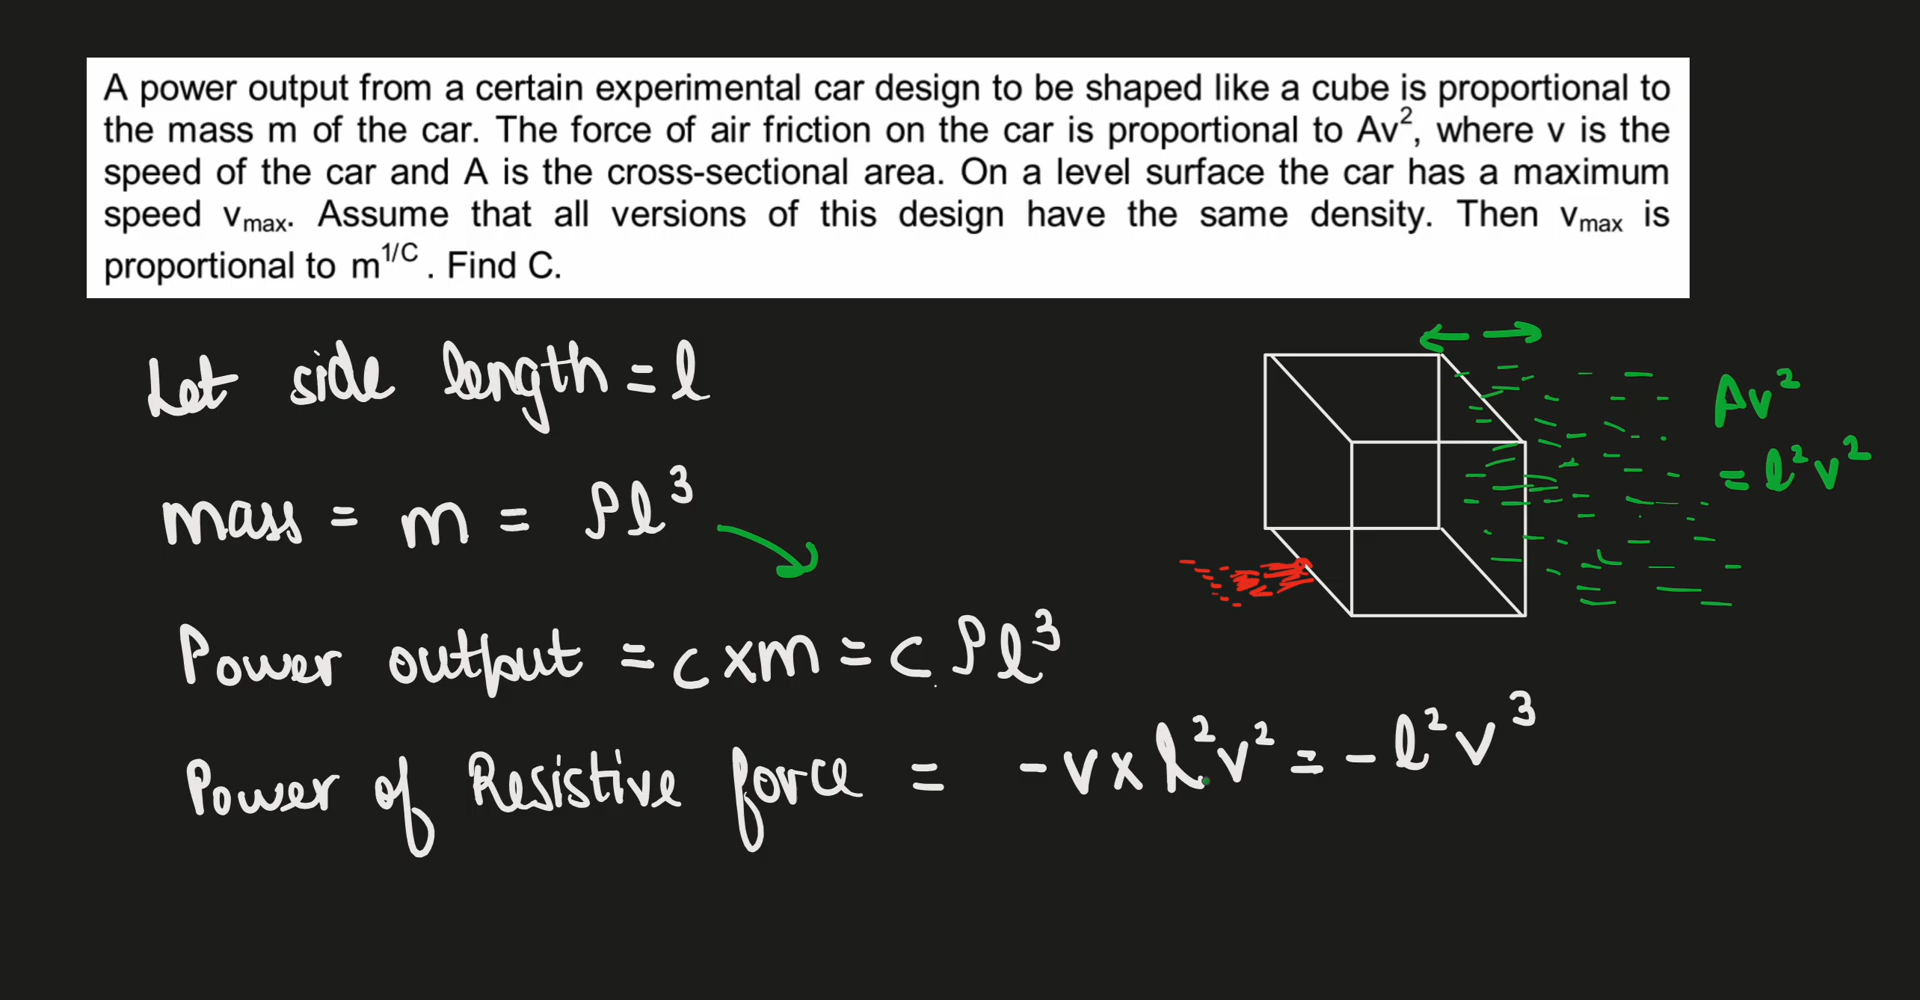 A power output from a certain experimental car design to be shaped like a cube is proportional to
the mass m of the car. The force of air friction on the car is proportional to Av², where v is the
speed of the car and A is the cross-sectional area. On a level surface the car has a maximum
speed vₘₐₓ. Assume that all versions of this design have the same density. Then vₘₐₓ is
proportional to m^1/C . Find C.
Let side length = l
Av²
= l²v²
mass = m = ρl³
Power output = c x m = c ρl³
Power of Resistive force = - v x l²v² = - l²v³